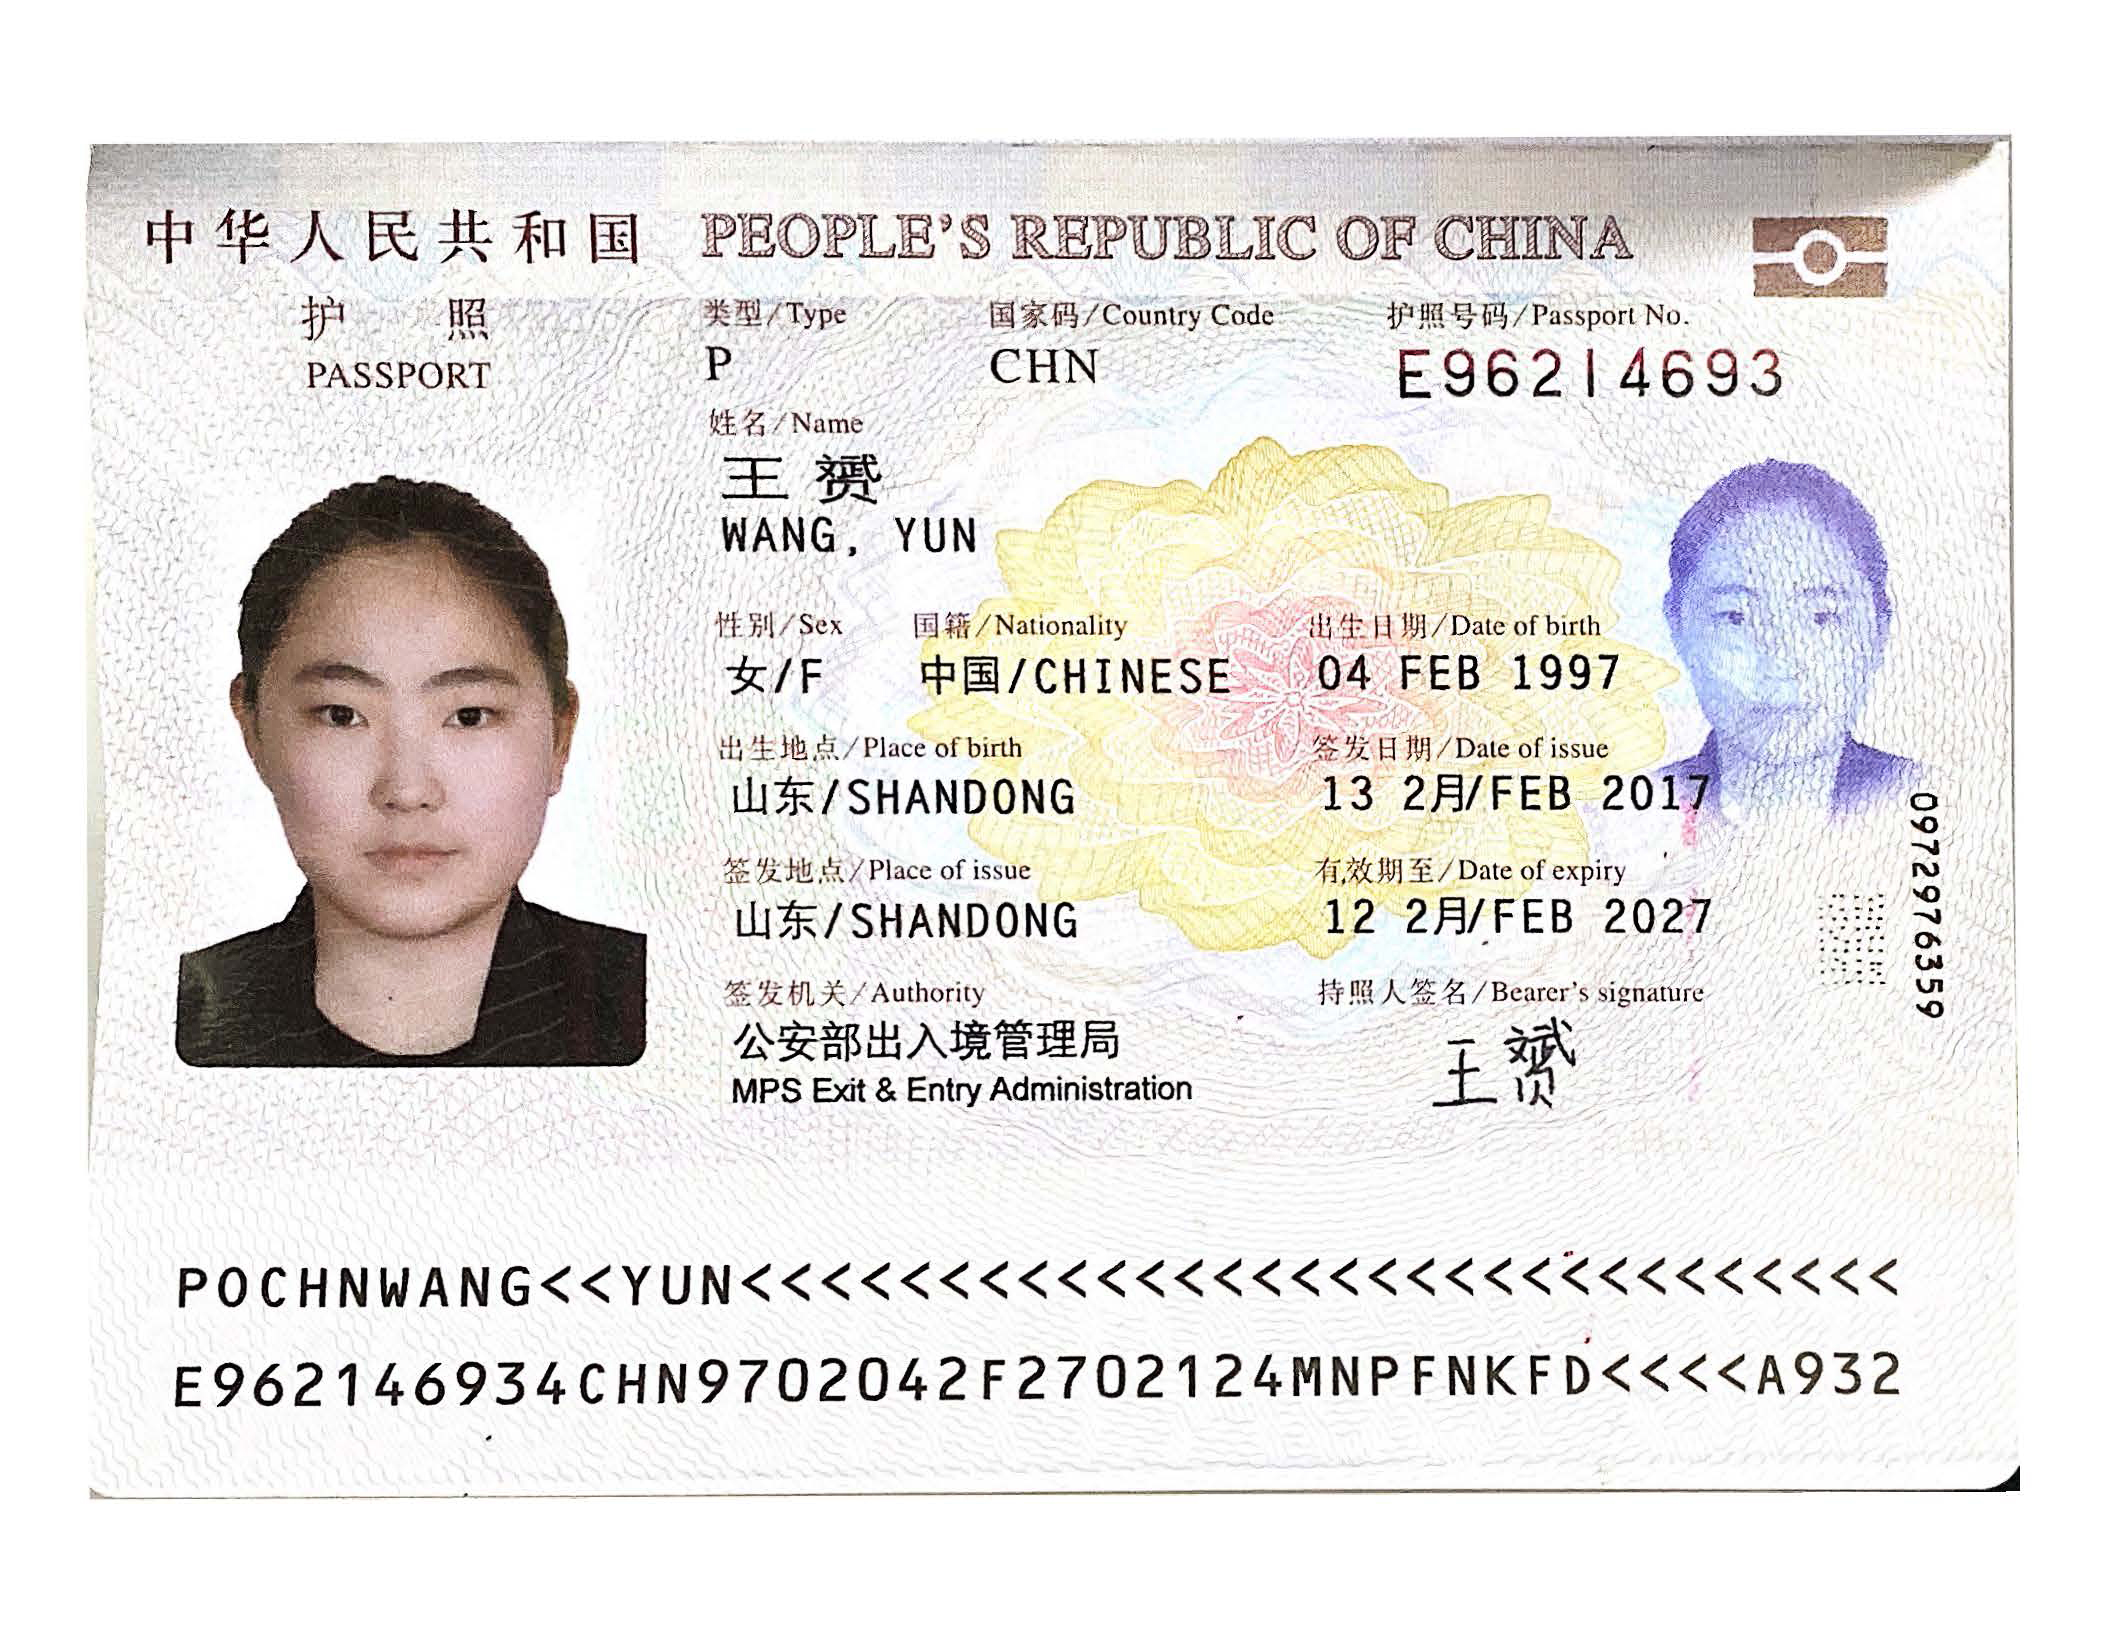 中华人民共和国 PEOPLE'S REPUBLIC OF CHINA
护 照
PASSPORT
类型/Type 国家码/Country Code 护照号码/Passport No.
P CHN E96214693
姓名/Name
王赟
WANG, YUN
性别/Sex 国籍/Nationality 出生日期/Date of birth
女/F 中国/CHINESE 04 FEB 1997
出生地点/Place of birth 签发日期/Date of issue
山东/SHANDONG 13 2月/FEB 2017
签发地点/Place of issue 有效期至/Date of expiry
山东/SHANDONG 12 2月/FEB 2027
签发机关/Authority 持照人签名/Bearer's signature
公安部出入境管理局 王赟
MPS Exit & Entry Administration
0972976359
POCHNWANG<<YUN<<<<<<<<<<<<<<<<<<<<<<<<<<<<<<
E962146934CHN9702042F2702124MNPFNKFD<<<<A932